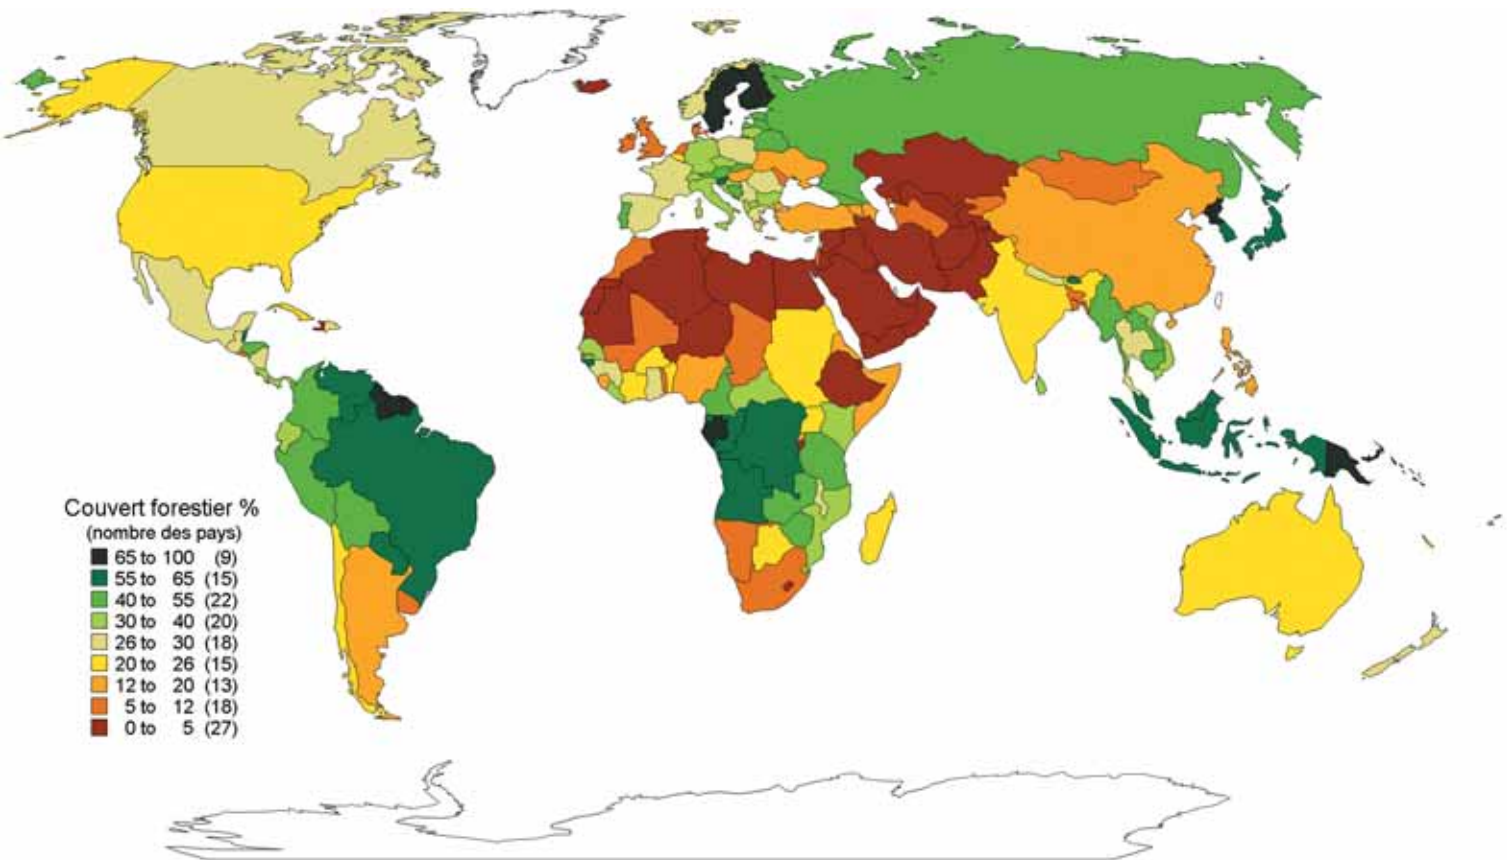 Couvert forestier %
(nombre des pays)
65 to 100 (9)
55 to 65 (15)
40 to 55 (22)
30 to 40 (20)
26 to 30 (18)
20 to 26 (15)
12 to 20 (13)
5 to 12 (18)
0 to 5 (27)